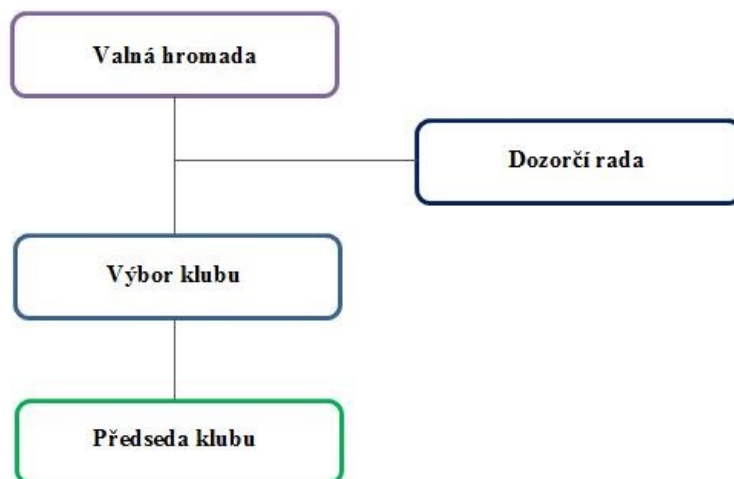 Valná hromada
Dozorčí rada
Výbor klubu
Předseda klubu